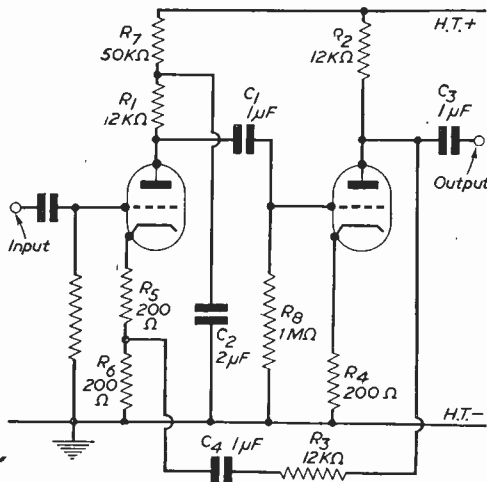 H.T.+
R7
50KΩ
R2
12KΩ
R1
12KΩ
C1
1μF
C3
1μF
Output
Input
R5
200
Ω
R6
200
Ω
C2
2μF
R8
1MΩ
R4
200 Ω
H.T.–
C4 1μF
R3
12KΩ